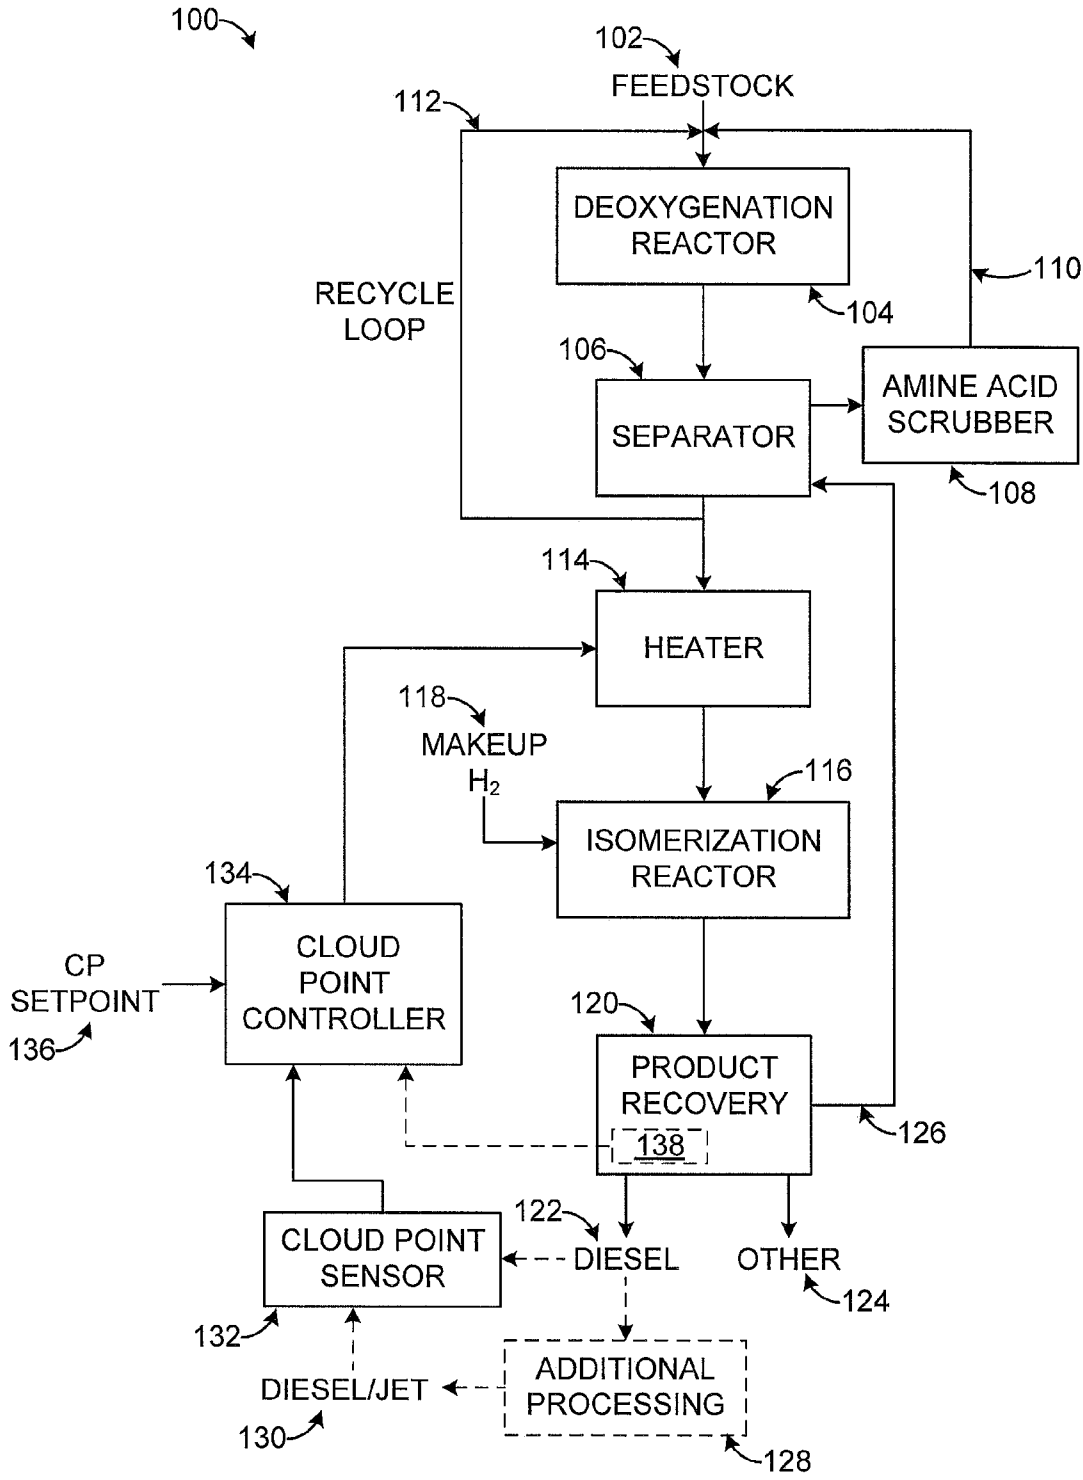 100
102
FEEDSTOCK
112
DEOXYGENATION
REACTOR
110
RECYCLE
LOOP
104
106
AMINE ACID
SCRUBBER
SEPARATOR
108
114
HEATER
118
MAKEUP
H₂
116
ISOMERIZATION
REACTOR
134
CLOUD
POINT
CONTROLLER
CP
SETPOINT
136
120
PRODUCT
RECOVERY
138
126
122
CLOUD POINT
SENSOR
DIESEL
OTHER
124
132
ADDITIONAL
PROCESSING
DIESEL/JET
130
128